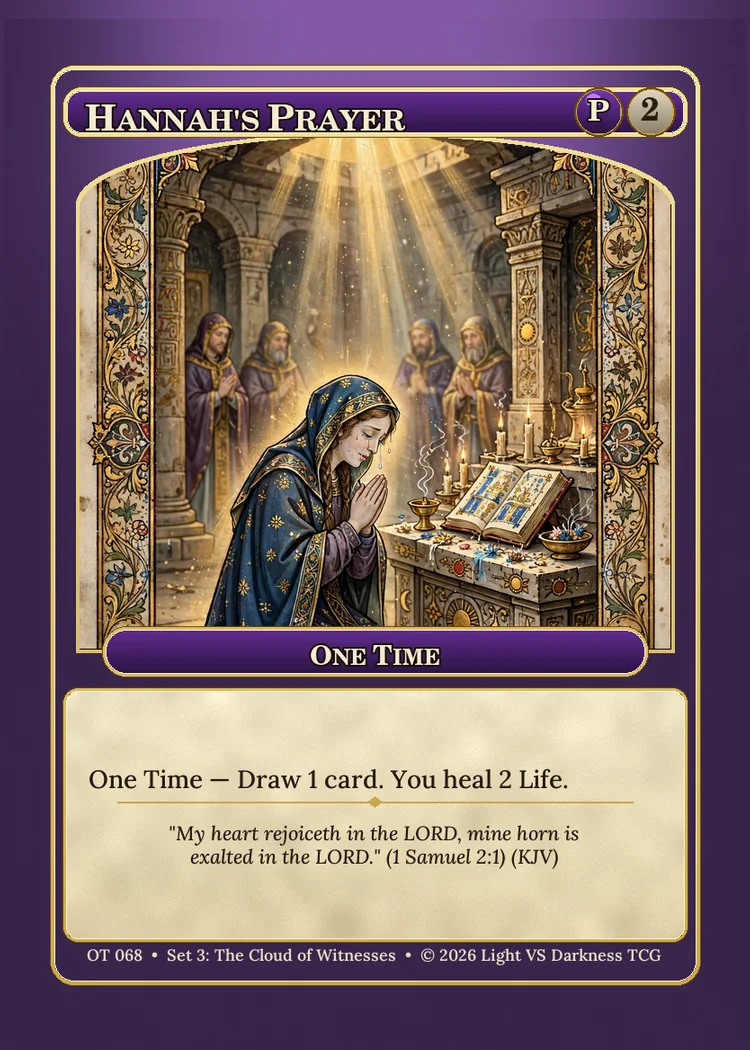 Hannah's Prayer P 2
One Time
One Time — Draw 1 card. You heal 2 Life.
"My heart rejoiceth in the LORD, mine horn is
exalted in the LORD." (1 Samuel 2:1) (KJV)
OT 068 • Set 3: The Cloud of Witnesses • © 2026 Light VS Darkness TCG